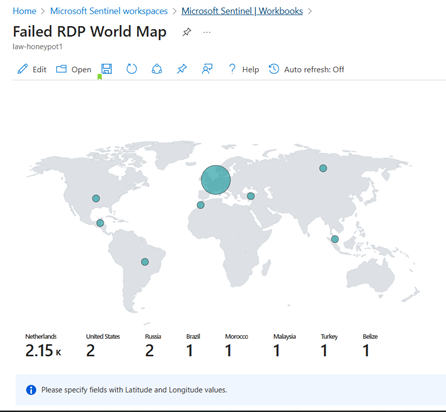 Home > Microsoft Sentinel workspaces > Microsoft Sentinel | Workbooks >
Failed RDP World Map ...
law-honeypot1
Edit Open Help Auto refresh: Off
Netherlands United States Russia Brazil Morocco Malaysia Turkey Belize
2.15 K 2 2 1 1 1 1 1
Please specify fields with Latitude and Longitude values.